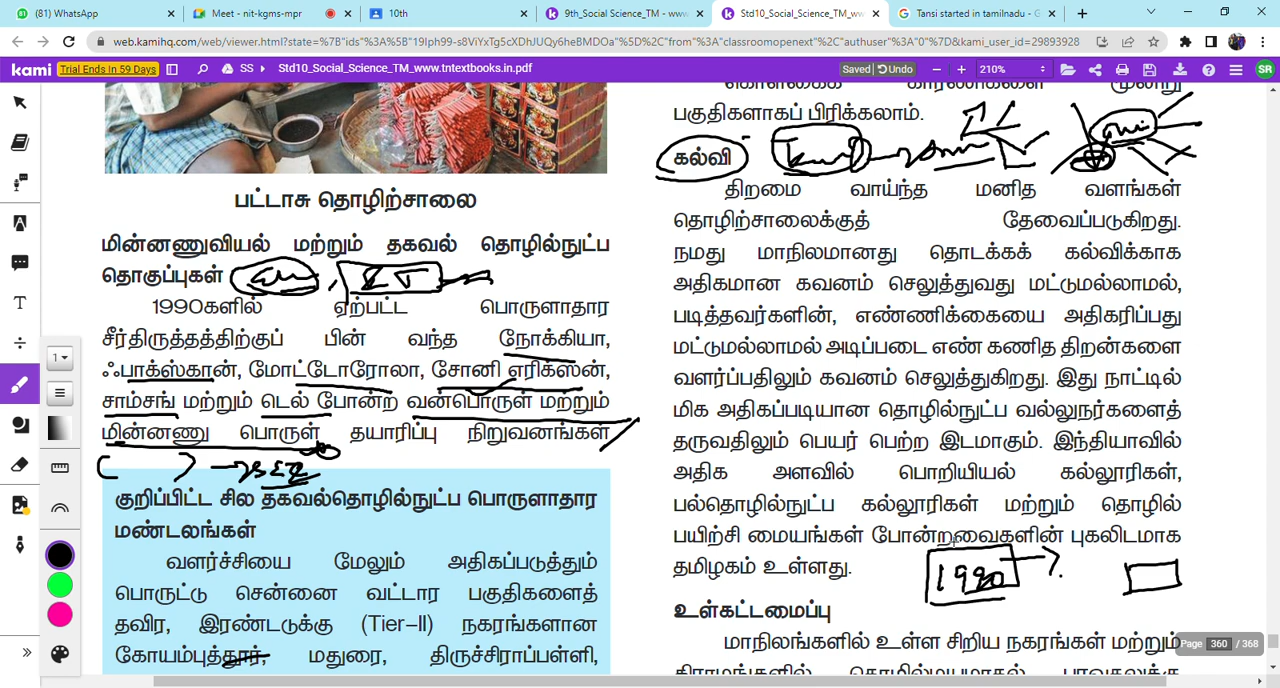 (81) WhatsApp
Meet - nit-kgms-mpr
10th
9th_Social Science_TM - www
Std10_Social_Science_TM_ww
Tansi started in tamilnadu - G
web.kamihq.com/web/viewer.html?state=%7B"ids"%3A%5B"19Iph99-s8ViYxTg5cXDhJUQy6heBMDOa"%5D%2C"from"%3A"classroomopenext"%2C"authuser"%3A"0"%7D&kami_user_id=29893928
kami
Trial Ends In 59 Days
SS
Std10_Social_Science_TM_www.tntextbooks.in.pdf
Saved
Undo
210%
SR
1
பட்டாசு தொழிற்சாலை
மின்னணுவியல் மற்றும் தகவல் தொழில்நுட்ப
தொகுப்புகள்
IT
1990களில் ஏற்பட்ட பொருளாதார
சீர்திருத்தத்திற்குப் பின் வந்த நோக்கியா,
ஃபாக்ஸ்கான், மோட்டோரோலா, சோனி எரிக்ஸன்,
சாம்சங் மற்றும் டெல் போன்ற வன்பொருள் மற்றும்
மின்னணு பொருள் தயாரிப்பு நிறுவனங்கள்
குறிப்பிட்ட சில தகவல்தொழில்நுட்ப பொருளாதார
மண்டலங்கள்
வளர்ச்சியை மேலும் அதிகப்படுத்தும்
பொருட்டு சென்னை வட்டார பகுதிகளைத்
தவிர, இரண்டடுக்கு (Tier-II) நகரங்களான
கோயம்புத்தூர், மதுரை, திருச்சிராப்பள்ளி,
கொள்கைக் காரணிகளை மூன்று
பகுதிகளாகப் பிரிக்கலாம்.
கல்வி
திறமை வாய்ந்த மனித வளங்கள்
தொழிற்சாலைக்குத் தேவைப்படுகிறது.
நமது மாநிலமானது தொடக்கக் கல்விக்காக
அதிகமான கவனம் செலுத்துவது மட்டுமல்லாமல்,
படித்தவர்களின், எண்ணிக்கையை அதிகரிப்பது
மட்டுமல்லாமல் அடிப்படை எண் கணித திறன்களை
வளர்ப்பதிலும் கவனம் செலுத்துகிறது. இது நாட்டில்
மிக அதிகப்படியான தொழில்நுட்ப வல்லுநர்களைத்
தருவதிலும் பெயர் பெற்ற இடமாகும். இந்தியாவில்
அதிக அளவில் பொறியியல் கல்லூரிகள்,
பல்தொழில்நுட்ப கல்லூரிகள் மற்றும் தொழில்
பயிற்சி மையங்கள் போன்றவைகளின் புகலிடமாக
தமிழகம் உள்ளது.
1990
உள்கட்டமைப்பு
மாநிலங்களில் உள்ள சிறிய நகரங்கள் மற்றும்
Page 360 / 368